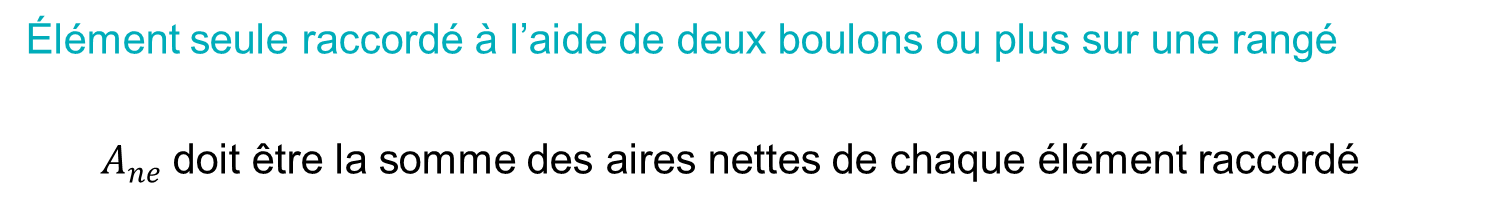 Élément seule raccordé à l’aide de deux boulons ou plus sur une rangé
𝐴ₙₑ doit être la somme des aires nettes de chaque élément raccordé